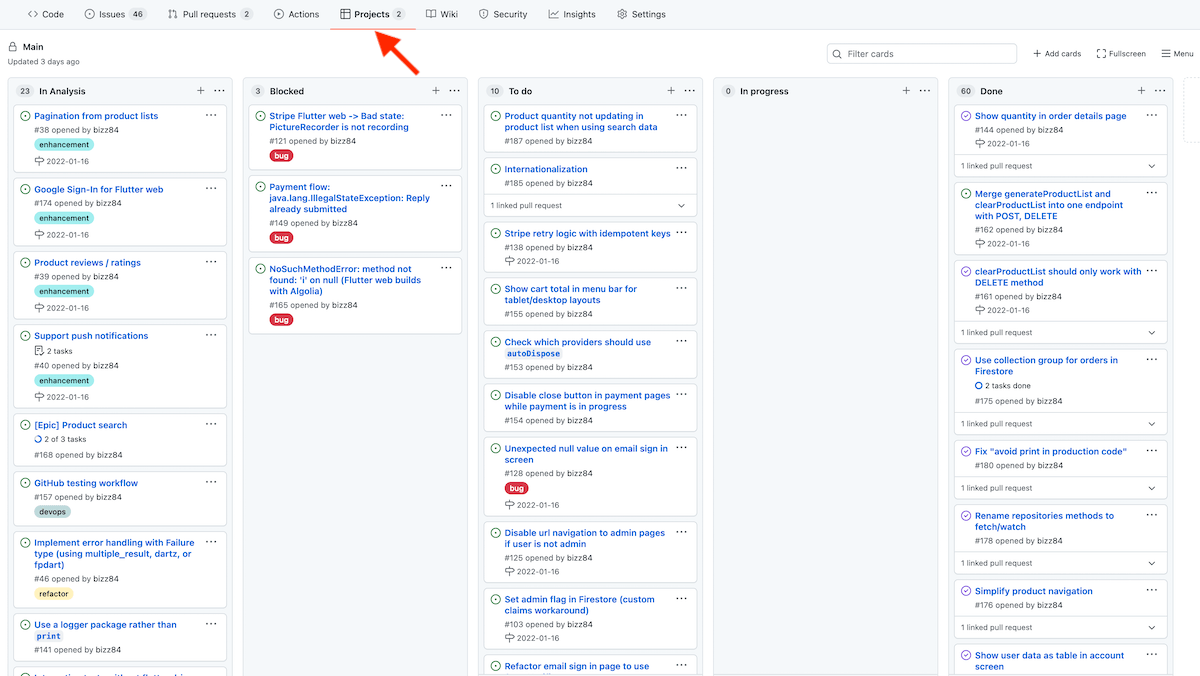 Code
Issues 46
Pull requests 2
Actions
Projects 2
Wiki
Security
Insights
Settings
Main
Updated 3 days ago
Filter cards
Add cards
Fullscreen
Menu
23 In Analysis
Pagination from product lists
#38 opened by bizz84
enhancement
2022-01-16
Google Sign-In for Flutter web
#174 opened by bizz84
enhancement
2022-01-16
Product reviews / ratings
#39 opened by bizz84
enhancement
2022-01-16
Support push notifications
2 tasks
#40 opened by bizz84
enhancement
2022-01-16
[Epic] Product search
2 of 3 tasks
#168 opened by bizz84
GitHub testing workflow
#157 opened by bizz84
devops
Implement error handling with Failure
type (using multiple_result, dartz, or
fpdart)
#46 opened by bizz84
refactor
Use a logger package rather than
print
#141 opened by bizz84
3 Blocked
Stripe Flutter web -> Bad state:
PictureRecorder is not recording
#121 opened by bizz84
bug
Payment flow:
java.lang.IllegalStateException: Reply
already submitted
#149 opened by bizz84
bug
NoSuchMethodError: method not
found: 'i' on null (Flutter web builds
with Algolia)
#165 opened by bizz84
bug
10 To do
Product quantity not updating in
product list when using search data
#187 opened by bizz84
Internationalization
#185 opened by bizz84
1 linked pull request
Stripe retry logic with idempotent keys
#138 opened by bizz84
2022-01-16
Show cart total in menu bar for
tablet/desktop layouts
#155 opened by bizz84
Check which providers should use
autoDispose
#153 opened by bizz84
Disable close button in payment pages
while payment is in progress
#154 opened by bizz84
Unexpected null value on email sign in
screen
#128 opened by bizz84
bug
2022-01-16
Disable url navigation to admin pages
if user is not admin
#125 opened by bizz84
2022-01-16
Set admin flag in Firestore (custom
claims workaround)
#103 opened by bizz84
2022-01-16
Refactor email sign in page to use
0 In progress
60 Done
Show quantity in order details page
#144 opened by bizz84
2022-01-16
1 linked pull request
Merge generateProductList and
clearProductList into one endpoint
with POST, DELETE
#162 opened by bizz84
2022-01-16
clearProductList should only work with
DELETE method
#161 opened by bizz84
2022-01-16
1 linked pull request
Use collection group for orders in
Firestore
2 tasks done
#175 opened by bizz84
1 linked pull request
Fix "avoid print in production code"
#180 opened by bizz84
1 linked pull request
Rename repositories methods to
fetch/watch
#178 opened by bizz84
1 linked pull request
Simplify product navigation
#176 opened by bizz84
1 linked pull request
Show user data as table in account
screen